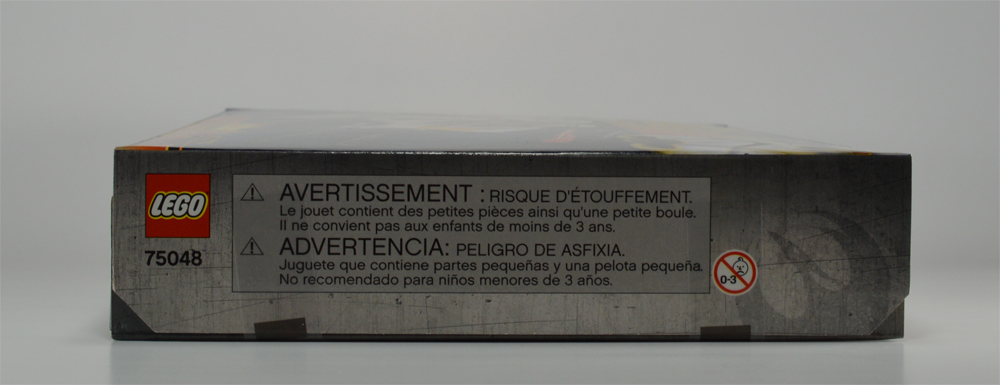 LEGO
75048
AVERTISSEMENT : RISQUE D'ÉTOUFFEMENT.
Le jouet contient des petites pièces ainsi qu'une petite boule.
Il ne convient pas aux enfants de moins de 3 ans.
ADVERTENCIA: PELIGRO DE ASFIXIA.
Juguete que contiene partes pequeñas y una pelota pequeña.
No recomendado para niños menores de 3 años.
0-3